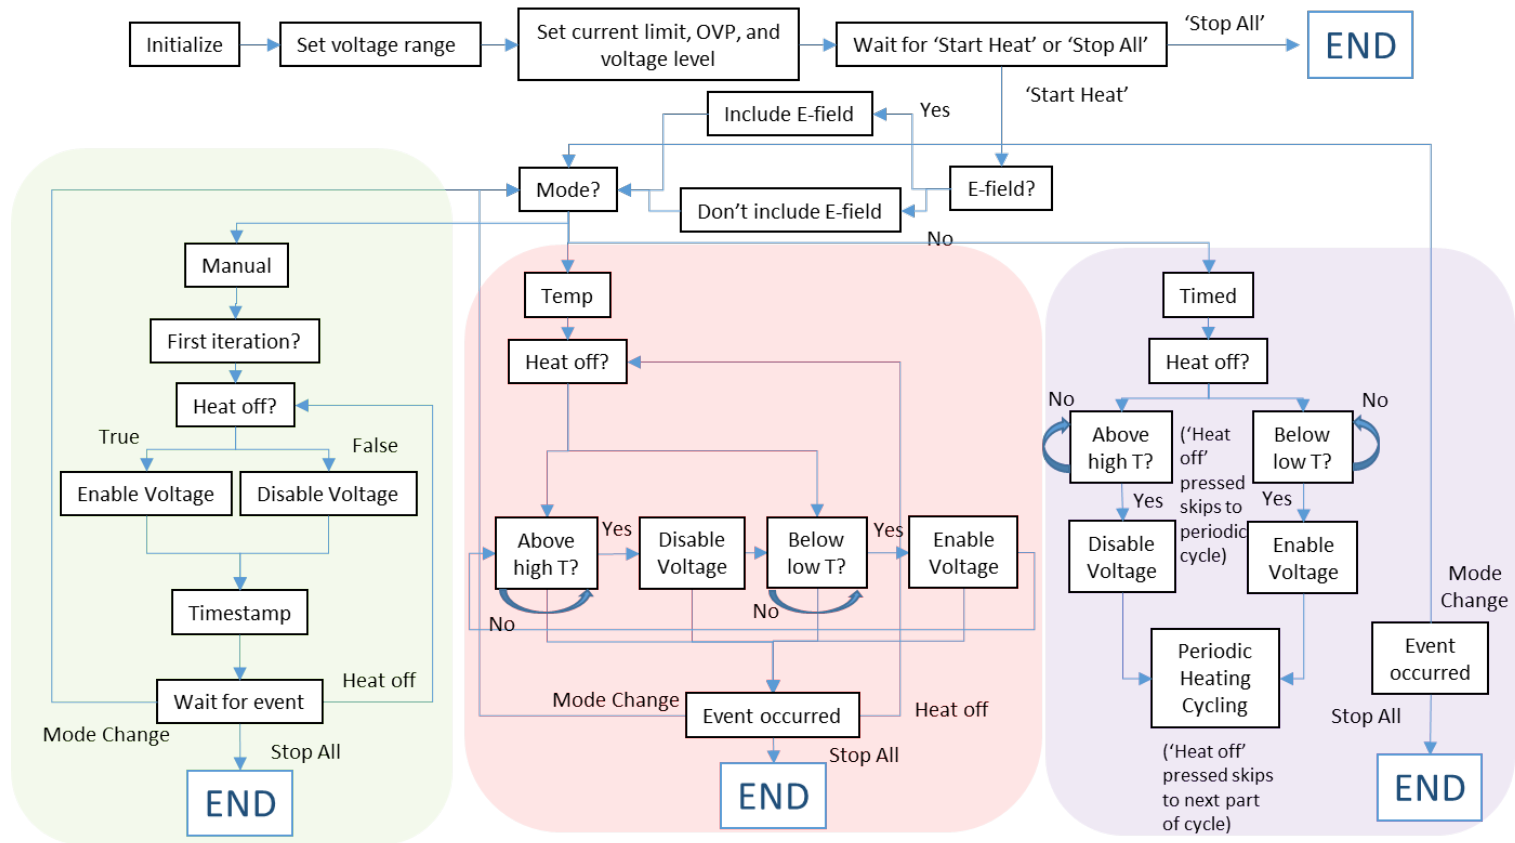 Initialize
Set voltage range
Set current limit, OVP, and
voltage level
Wait for ‘Start Heat’ or ‘Stop All’
‘Stop All’
END
‘Start Heat’
Include E-field
Yes
Mode?
E-field?
Don’t include E-field
No
Manual
First iteration?
Heat off?
True
False
Enable Voltage
Disable Voltage
Timestamp
Wait for event
Heat off
Mode Change
Stop All
END
Temp
Heat off?
Above
high T?
Yes
Disable
Voltage
Below
low T?
Yes
Enable
Voltage
No
No
Mode Change
Event occurred
Heat off
Stop All
END
Timed
Heat off?
No
Above
high T?
(‘Heat
off’
pressed
skips to
periodic
cycle)
Below
low T?
No
Yes
Yes
Disable
Voltage
Enable
Voltage
Periodic
Heating
Cycling
(‘Heat off’
pressed skips
to next part
of cycle)
Mode
Change
Event
occurred
Stop All
END